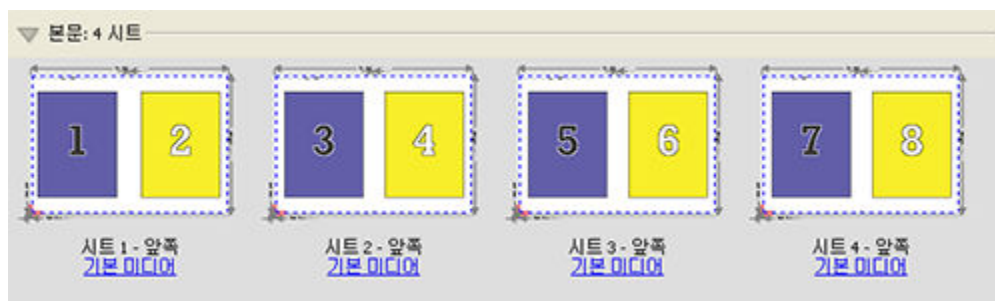 본문: 4 시트
1 2 3 4 5 6 7 8
시트 1 - 앞쪽 시트 2 - 앞쪽 시트 3 - 앞쪽 시트 4 - 앞쪽
기본 미디어 기본 미디어 기본 미디어 기본 미디어